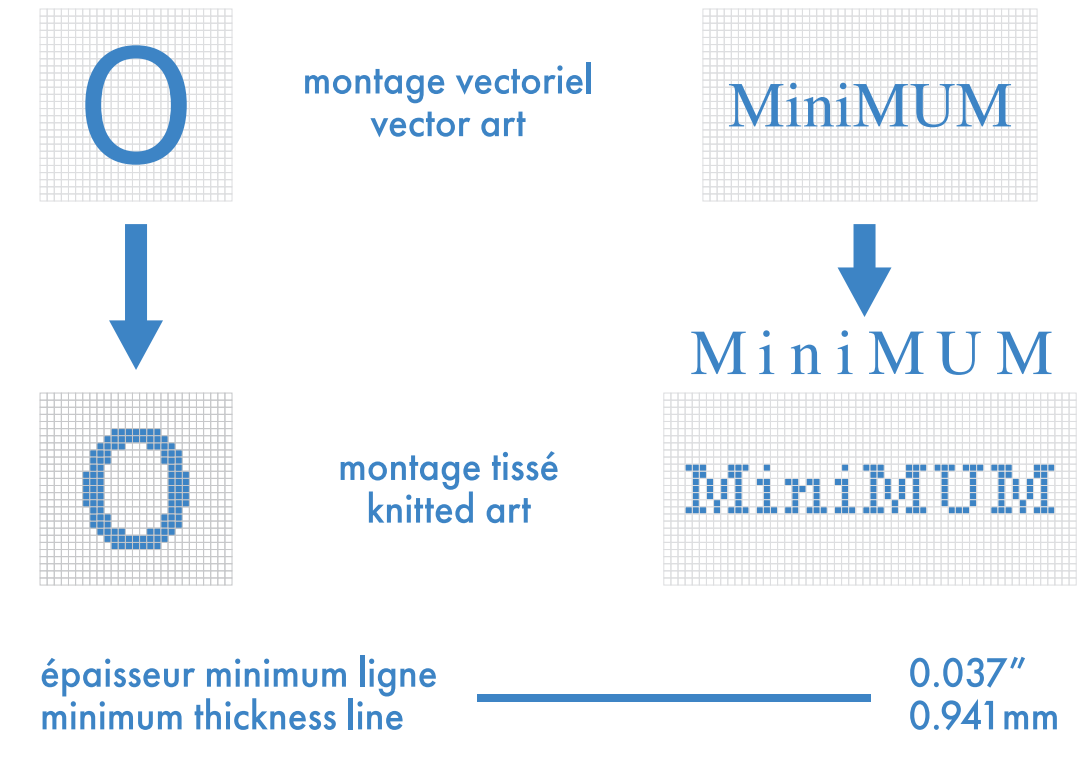 O
montage vectoriel
vector art
MiniMUM
MiniMUM
O
montage tissé
knitted art
MiniMUM
épaisseur minimum ligne
minimum thickness line
0.037″
0.941mm